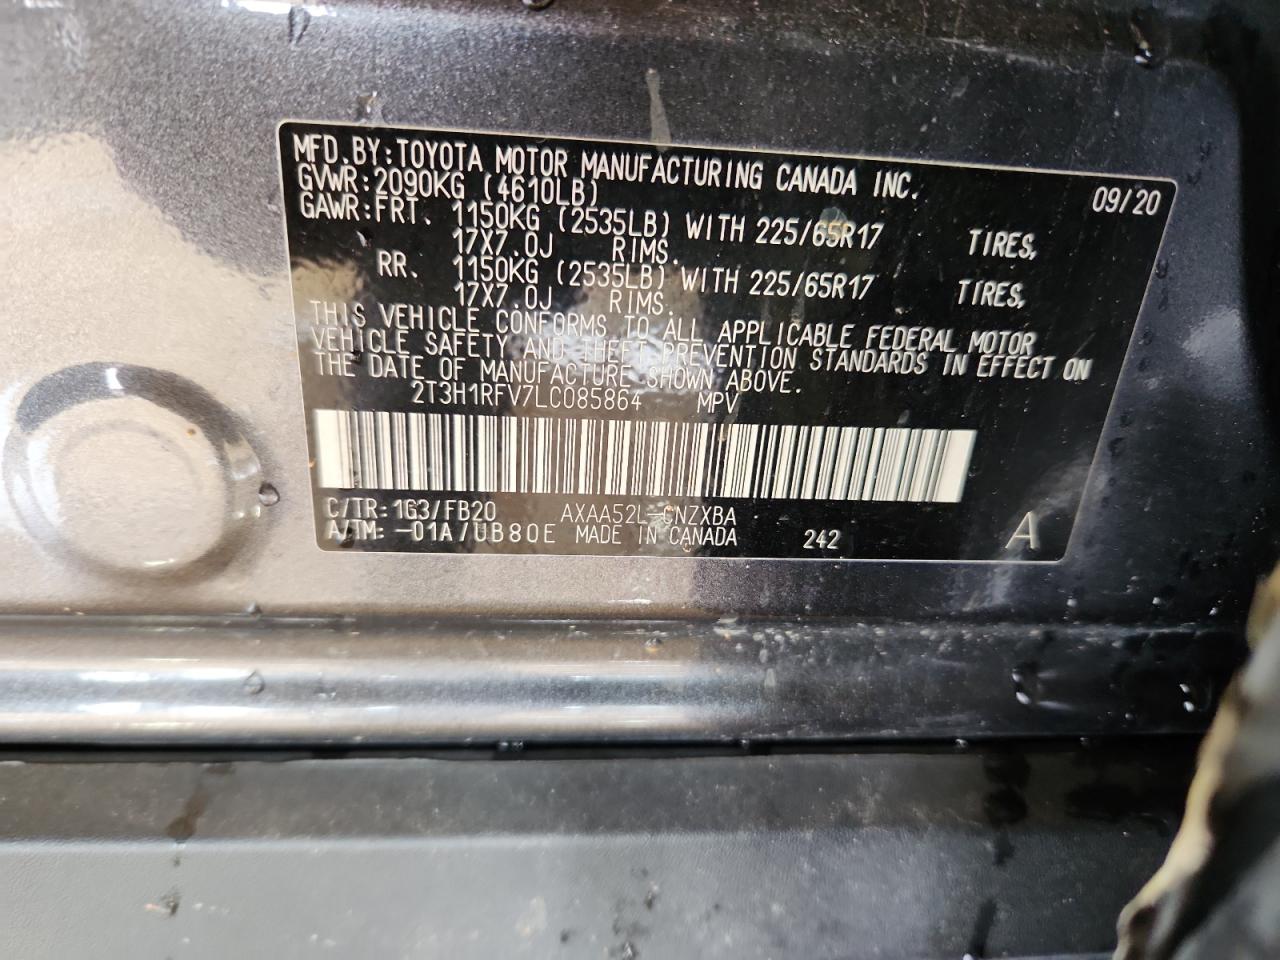 MFD.BY:TOYOTA MOTOR MANUFACTURING CANADA INC. 09/20
GVWR:2090KG (4610LB)
GAWR:FRT. 1150KG (2535LB) WITH 225/65R17 TIRES,
17X7.0J RIMS.
RR. 1150KG (2535LB) WITH 225/65R17 TIRES,
17X7.0J RIMS.
THIS VEHICLE CONFORMS TO ALL APPLICABLE FEDERAL MOTOR
VEHICLE SAFETY AND THEFT PREVENTION STANDARDS IN EFFECT ON
THE DATE OF MANUFACTURE SHOWN ABOVE.
2T3H1RFV7LC085864 MPV
C/TR: 1G3/FB20 AXAA52L-CNZXBA
A/TM: -01A/UB80E MADE IN CANADA 242 A